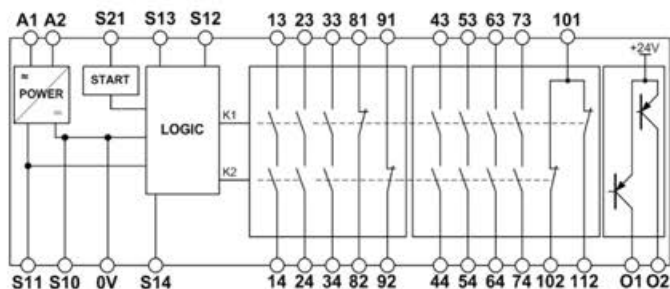 A1 A2 S21 S13 S12 13 23 33 81 91 43 53 63 73 101
+24V
≈ POWER =
START
LOGIC
K1
K2
S11 S10 0V S14 14 24 34 82 92 44 54 64 74 102 112 O1 O2